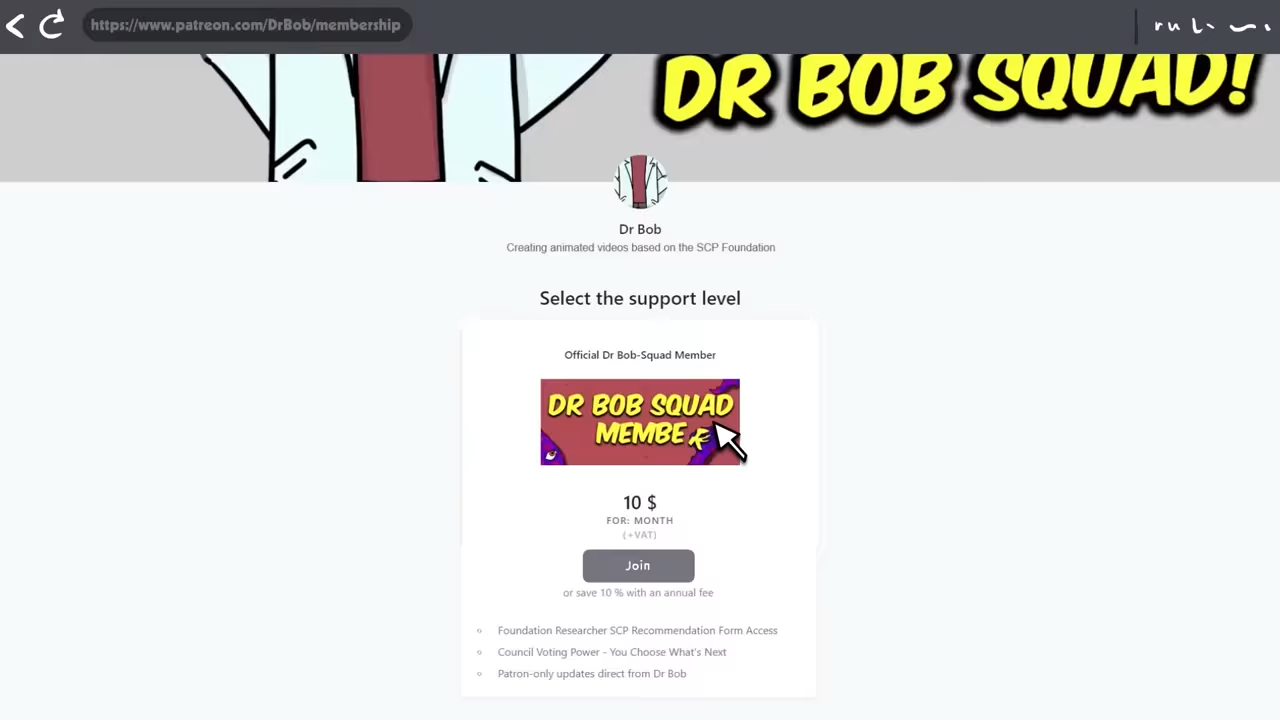 https://www.patreon.com/DrBob/membership
DR BOB SQUAD!
Dr Bob
Creating animated videos based on the SCP Foundation
Select the support level
Official Dr Bob-Squad Member
DR BOB SQUAD
MEMBER
10 $
FOR: MONTH
(+VAT)
Join
or save 10 % with an annual fee
Foundation Researcher SCP Recommendation Form Access
Council Voting Power - You Choose What's Next
Patron-only updates direct from Dr Bob